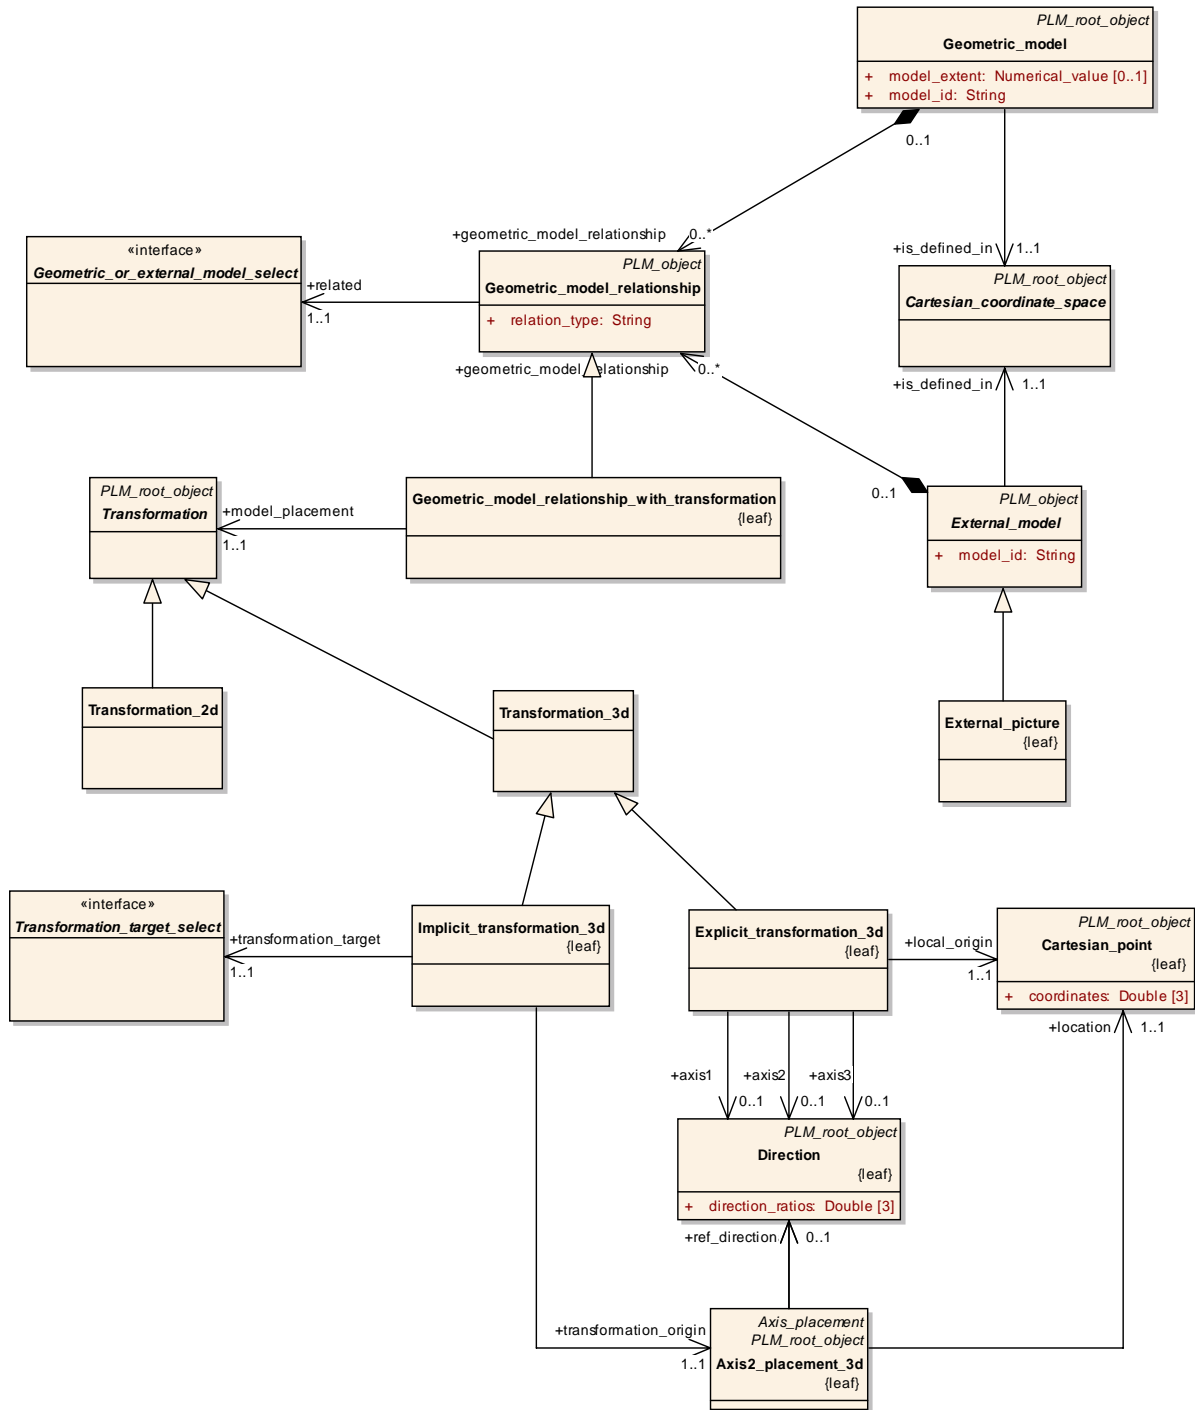 PLM_root_object
Geometric_model
+ model_extent: Numerical_value [0..1]
+ model_id: String
0..1
+geometric_model_relationship
0..*
+is_defined_in
1..1
«interface»
Geometric_or_external_model_select
+related
1..1
PLM_object
Geometric_model_relationship
+ relation_type: String
PLM_root_object
Cartesian_coordinate_space
+geometric_model_relationship
0..*
+is_defined_in
1..1
PLM_root_object
Transformation
+model_placement
1..1
Geometric_model_relationship_with_transformation
{leaf}
0..1
PLM_object
External_model
+ model_id: String
Transformation_2d
Transformation_3d
External_picture
{leaf}
«interface»
Transformation_target_select
+transformation_target
1..1
Implicit_transformation_3d
{leaf}
Explicit_transformation_3d
{leaf}
+local_origin
1..1
PLM_root_object
Cartesian_point
{leaf}
+ coordinates: Double [3]
+location
1..1
+axis1
+axis2
+axis3
0..1
0..1
0..1
PLM_root_object
Direction
{leaf}
+ direction_ratios: Double [3]
+ref_direction
0..1
+transformation_origin
1..1
Axis_placement
PLM_root_object
Axis2_placement_3d
{leaf}